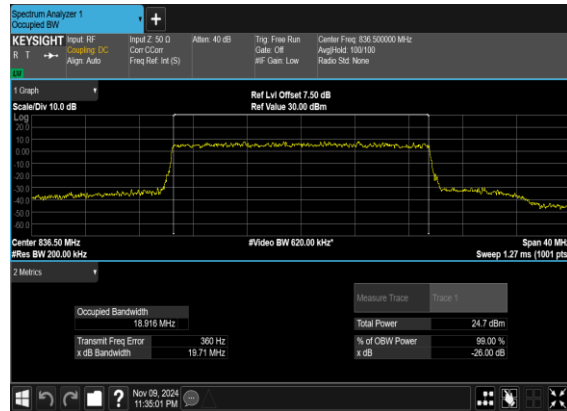 Spectrum Analyzer 1
Occupied BW
+
KEYSIGHT
R T
LV
Input: RF
Coupling: DC
Align: Auto
Input Z: 50 Ω
Corr CCorr
Freq Ref: Int (S)
Atten: 40 dB
Trig: Free Run
Gate: Off
#IF Gain: Low
Center Freq: 836.500000 MHz
Avg|Hold: 100/100
Radio Std: None
1 Graph
Scale/Div 10.0 dB
Ref Lvl Offset 7.50 dB
Ref Value 30.00 dBm
Log
20.0
10.0
0.00
-10.0
-20.0
-30.0
-40.0
-50.0
-60.0
Center 836.50 MHz
#Res BW 200.00 kHz
#Video BW 620.00 kHz*
Span 40 MHz
Sweep 1.27 ms (1001 pts
2 Metrics
Measure Trace Trace 1
Occupied Bandwidth
18.916 MHz
Total Power 24.7 dBm
Transmit Freq Error 360 Hz
% of OBW Power 99.00 %
x dB Bandwidth 19.71 MHz
x dB -26.00 dB
?
Nov 09, 2024
11:35:01 PM